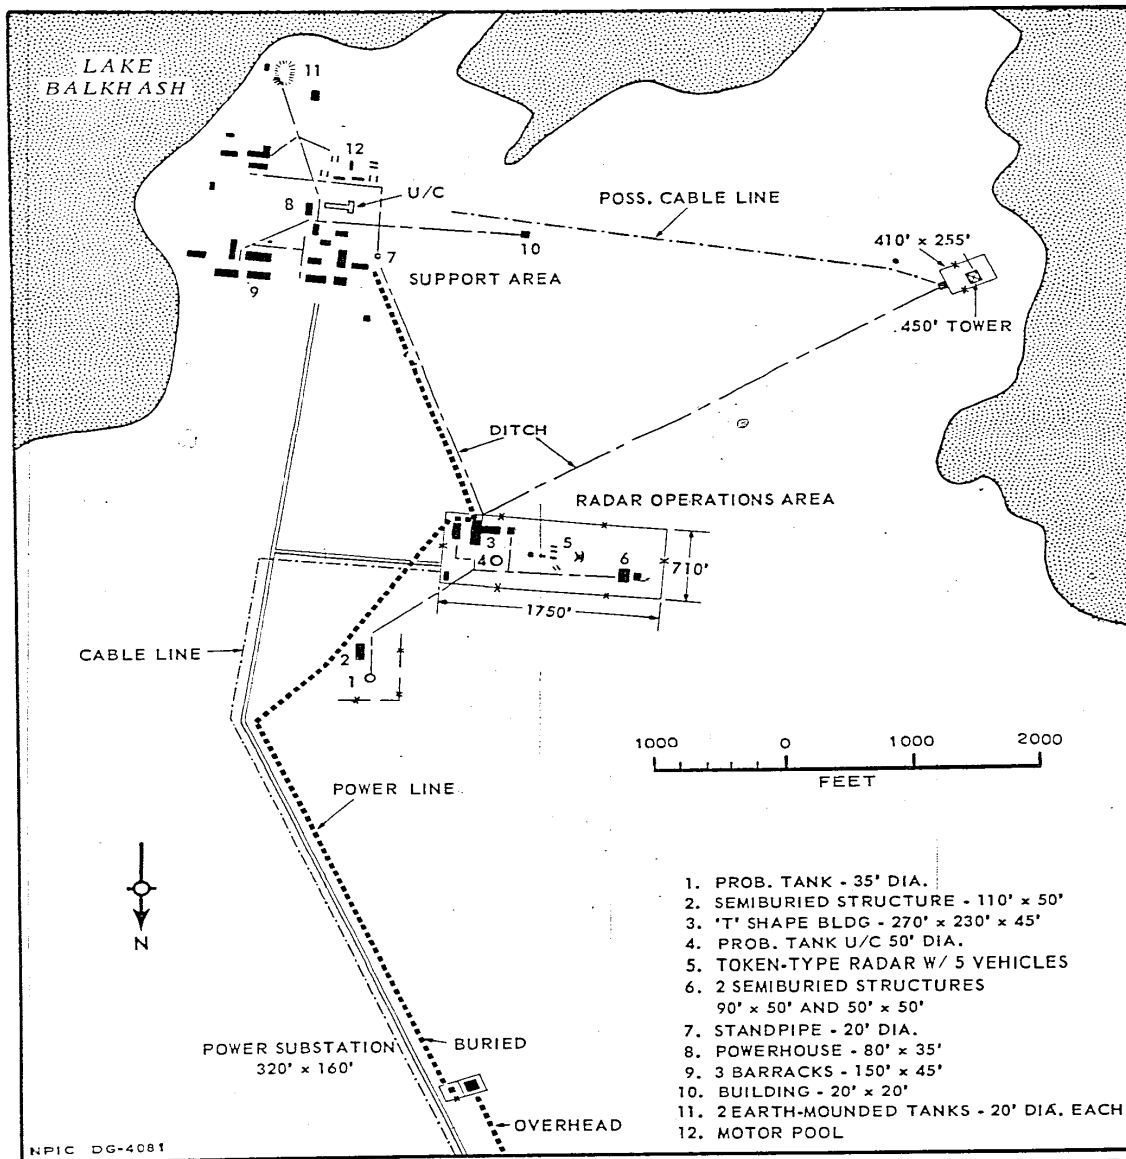 LAKE
BALKHASH
11
12
U/C
8
POSS. CABLE LINE
10
7
410' x 255'
SUPPORT AREA
9
.450' TOWER
DITCH
RADAR OPERATIONS AREA
3
5
4
6
710'
1750'
2
CABLE LINE
1
1000 0 1000 2000
FEET
POWER LINE
N
1. PROB. TANK - 35' DIA.
2. SEMIBURIED STRUCTURE - 110' x 50'
3. 'T' SHAPE BLDG - 270' x 230' x 45'
4. PROB. TANK U/C 50' DIA.
5. TOKEN-TYPE RADAR W/ 5 VEHICLES
6. 2 SEMIBURIED STRUCTURES
90' x 50' AND 50' x 50'
7. STANDPIPE - 20' DIA.
8. POWERHOUSE - 80' x 35'
9. 3 BARRACKS - 150' x 45'
10. BUILDING - 20' x 20'
11. 2 EARTH-MOUNDED TANKS - 20' DIA. EACH
12. MOTOR POOL
POWER SUBSTATION
320' x 160'
BURIED
OVERHEAD
NPIC DG-4081